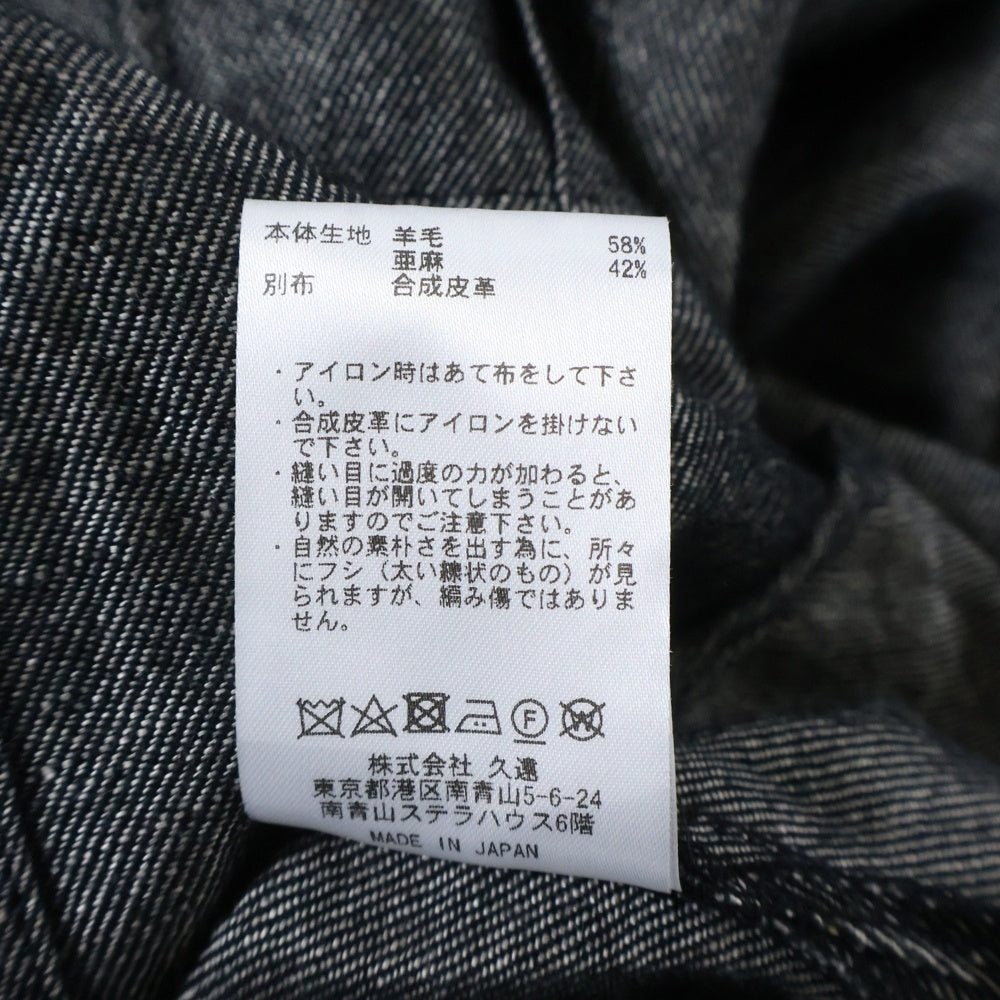 本体生地 羊毛 58%
亜麻 42%
別布 合成皮革
・アイロン時はあて布をして下さ
い。
・合成皮革にアイロンを掛けない
で下さい。
・縫い目に過度の力が加わると、
縫い目が開いてしまうことがあ
りますのでご注意下さい。
・自然の素朴さを出す為に、所々
にフシ（太い線状のもの）が見
られますが、編み傷ではありま
せん。
F W
株式会社 久遠
東京都港区南青山5-6-24
南青山ステラハウス6階
MADE IN JAPAN